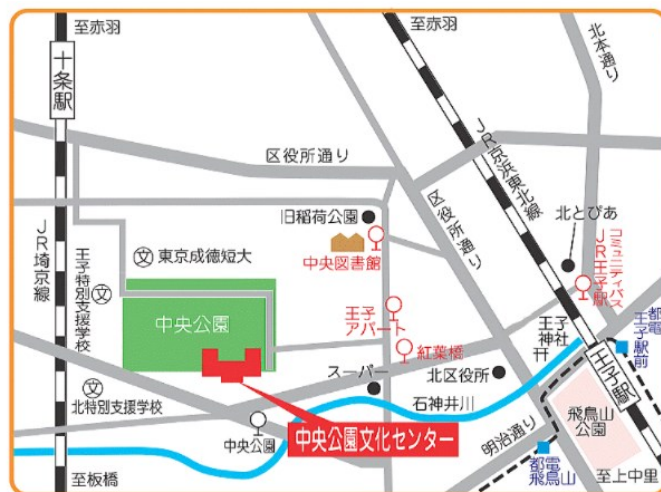 至赤羽
至赤羽
北本通り
十条駅
JR京浜東北線
区役所通り
区役所通り
旧稲荷公園
北とぴあ
コミュニティバス
JR王子駅
中央図書館
JR埼京線
王子特別支援学校
文
文 東京成徳短大
中央公園
王子
アパート
紅葉橋
王子
神社
都電
王子駅前
王子駅
文
北特別支援学校
スーパー
北区役所
石神井川
飛鳥山
公園
中央公園
中央公園文化センター
明治通り
都電
飛鳥山
至板橋
至上中里